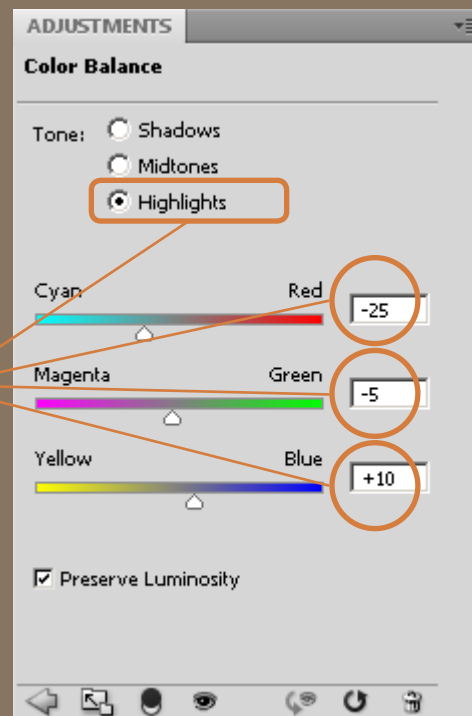 ADJUSTMENTS
Color Balance
Tone: Shadows
Midtones
Highlights
Cyan Red -25
Magenta Green -5
Yellow Blue +10
Preserve Luminosity